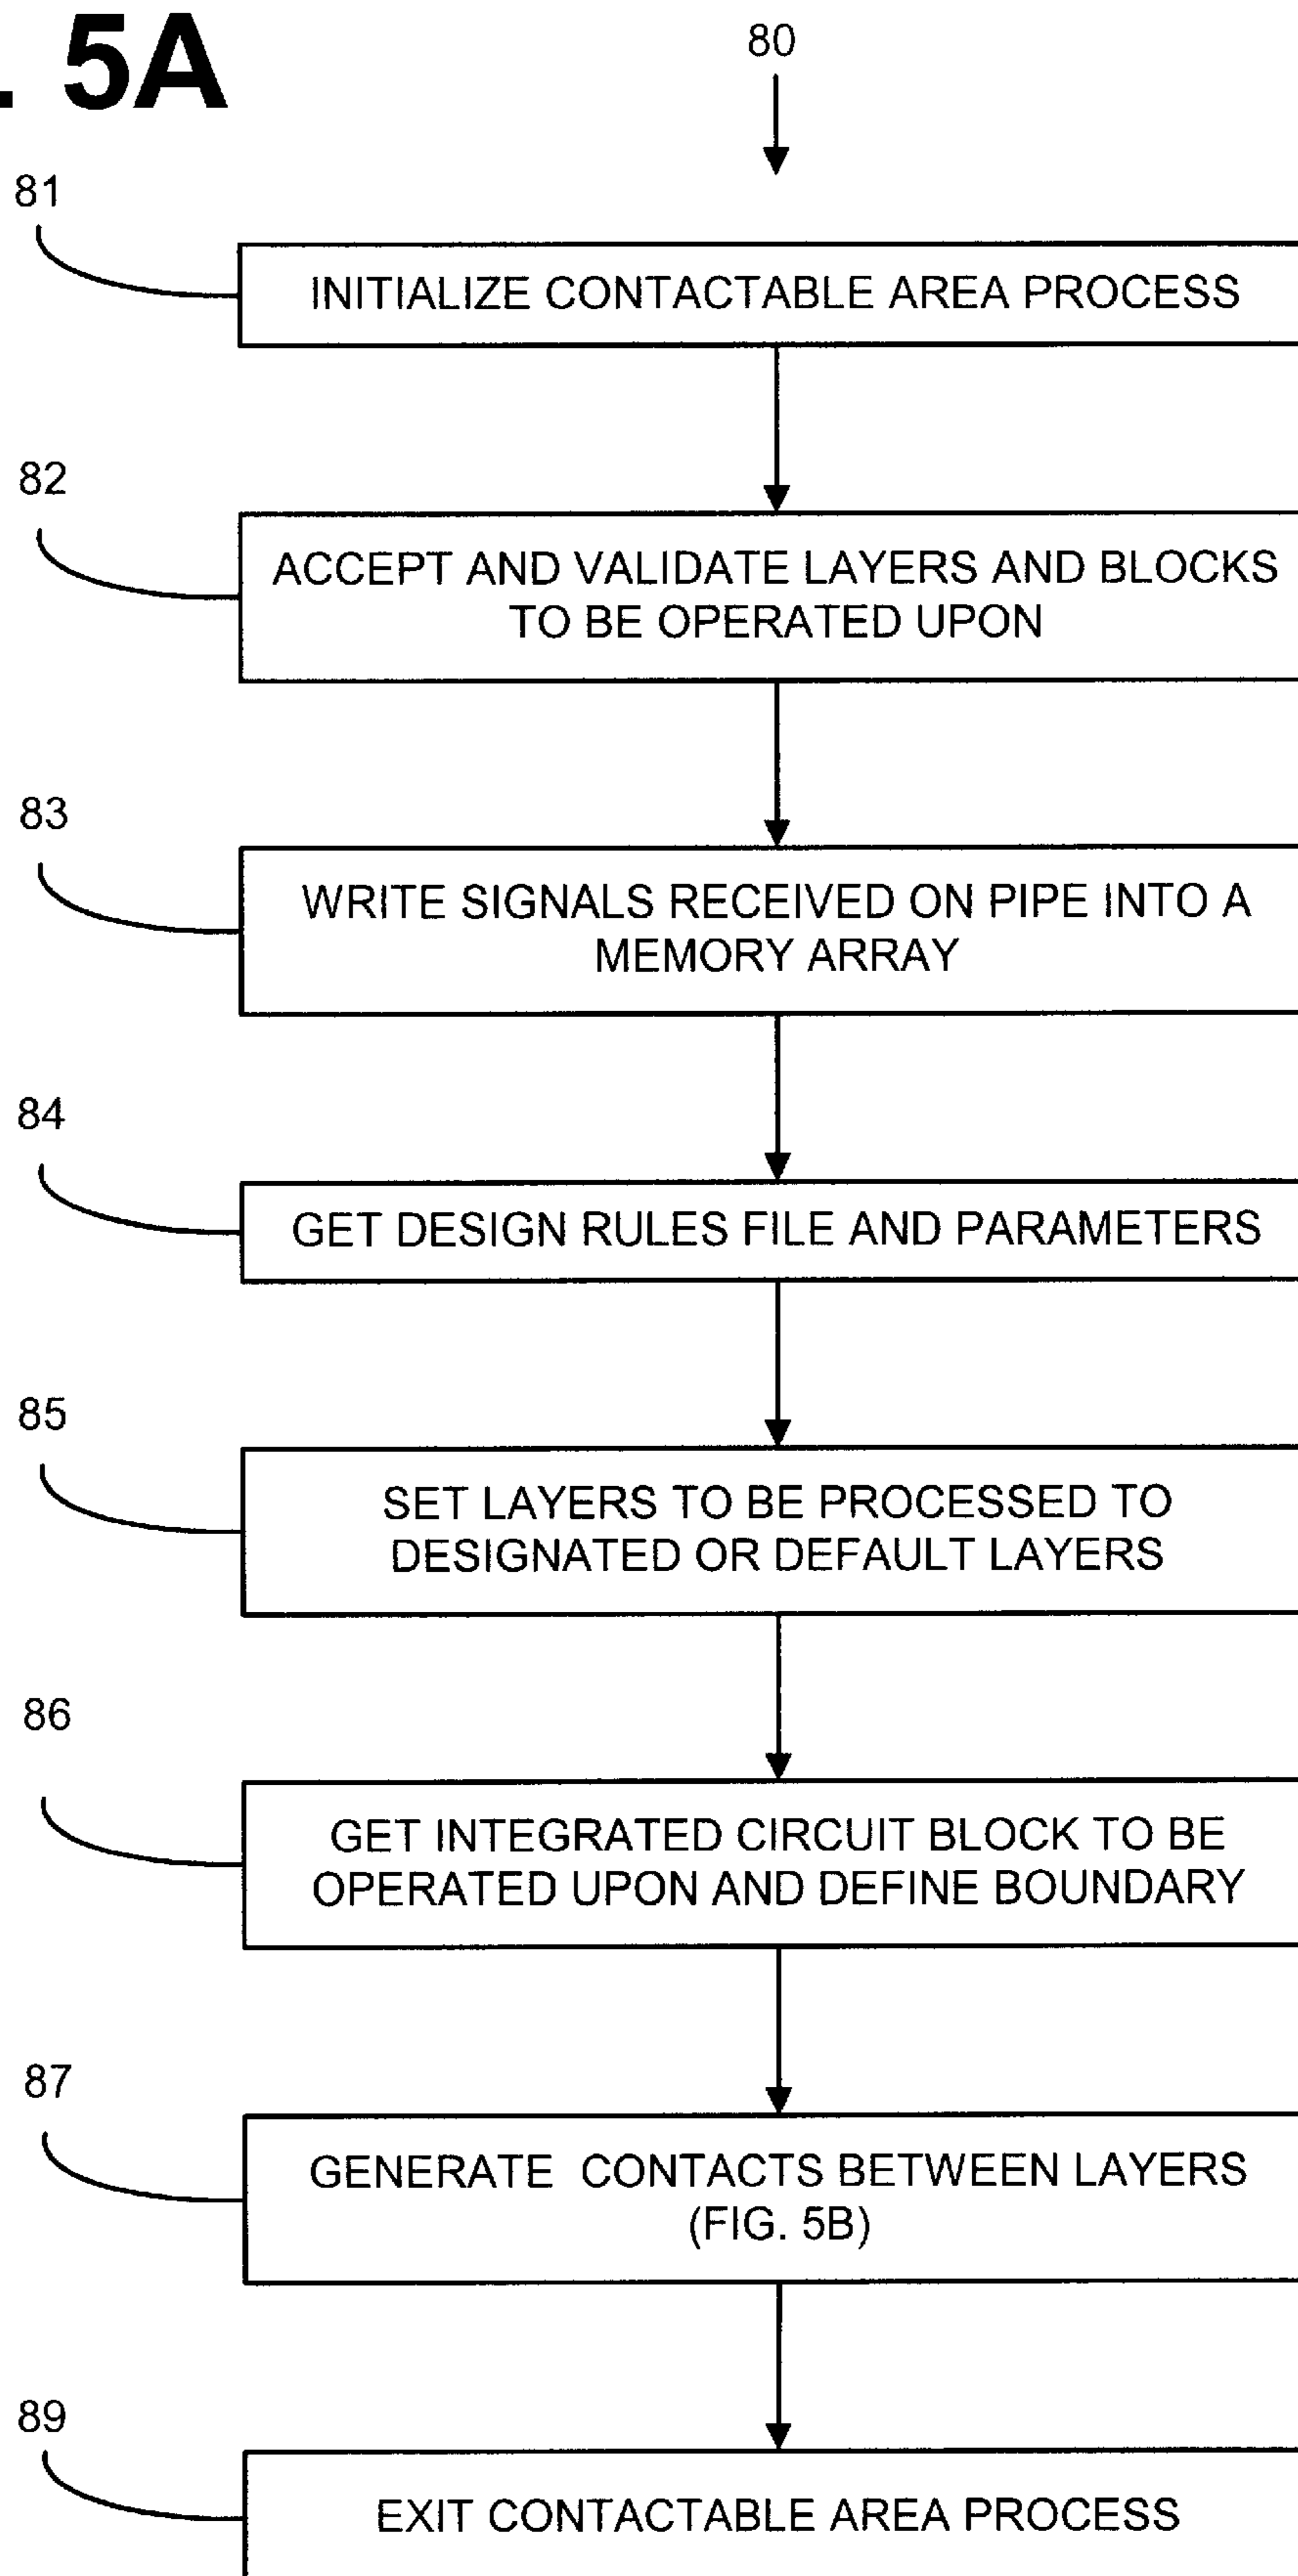 . 5A
80
81
INITIALIZE CONTACTABLE AREA PROCESS
82
ACCEPT AND VALIDATE LAYERS AND BLOCKS
TO BE OPERATED UPON
83
WRITE SIGNALS RECEIVED ON PIPE INTO A
MEMORY ARRAY
84
GET DESIGN RULES FILE AND PARAMETERS
85
SET LAYERS TO BE PROCESSED TO
DESIGNATED OR DEFAULT LAYERS
86
GET INTEGRATED CIRCUIT BLOCK TO BE
OPERATED UPON AND DEFINE BOUNDARY
87
GENERATE CONTACTS BETWEEN LAYERS
(FIG. 5B)
89
EXIT CONTACTABLE AREA PROCESS